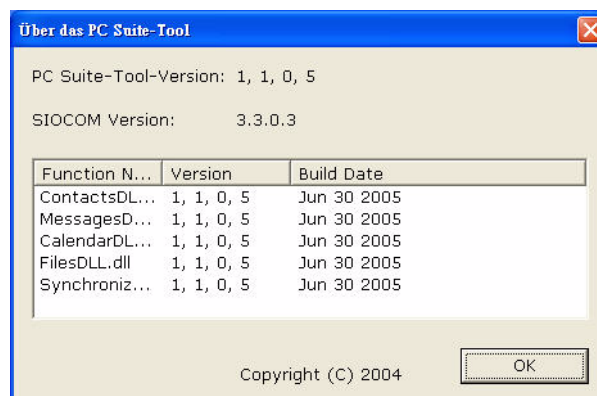 Über das PC Suite-Tool
PC Suite-Tool-Version: 1, 1, 0, 5
SIOCOM Version: 3.3.0.3
Function N... Version Build Date
ContactsDL... 1, 1, 0, 5 Jun 30 2005
MessagesD... 1, 1, 0, 5 Jun 30 2005
CalendarDL... 1, 1, 0, 5 Jun 30 2005
FilesDLL.dll 1, 1, 0, 5 Jun 30 2005
Synchroniz... 1, 1, 0, 5 Jun 30 2005
Copyright (C) 2004
OK